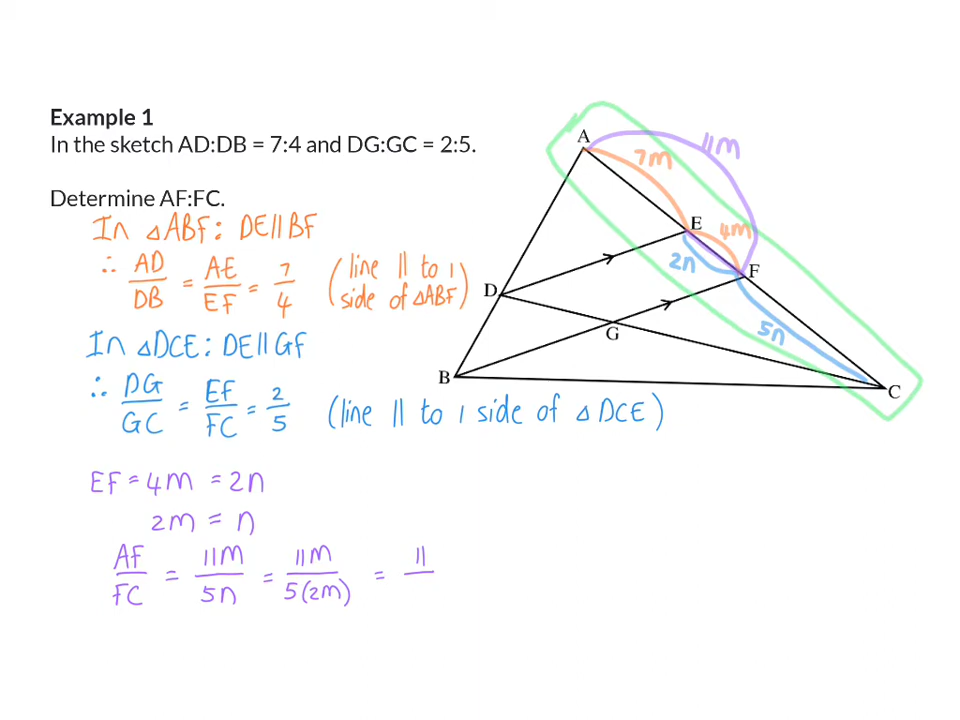 Example 1
In the sketch AD:DB = 7:4 and DG:GC = 2:5.
Determine AF:FC.
In △ABF: DE||BF
∴ AD/DB = AE/EF = 7/4 (line || to 1 side of △ABF)
In △DCE: DE||GF
∴ DG/GC = EF/FC = 2/5 (line || to 1 side of △DCE)
EF = 4m = 2n
2m = n
AF/FC = 11m/5n = 11m/5(2m) = 11/
A
11m
7m
E
4m
2n
F
D
5n
G
B
C